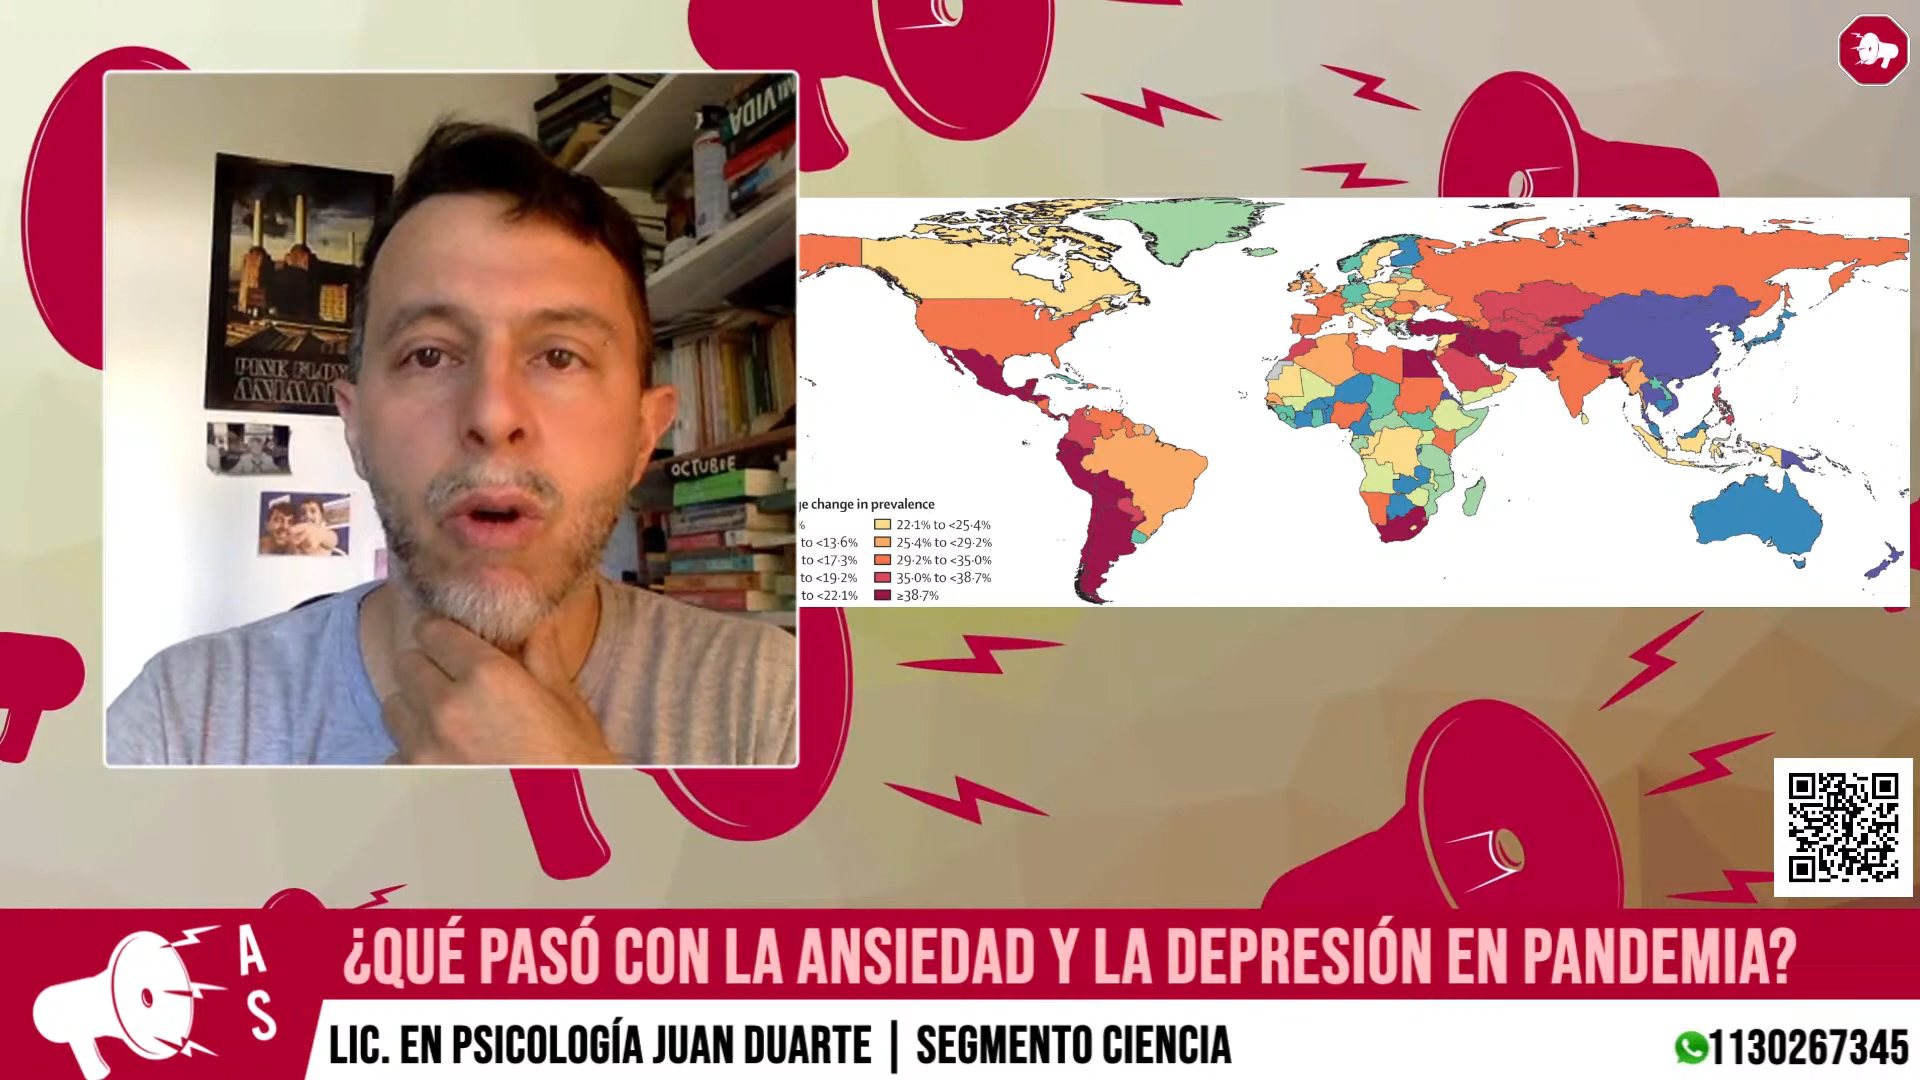 MI VIDA
PINK FLOYD
ANIMALS
OCTUBRE
ge change in prevalence
%
to <13·6%
to <17·3%
to <19·2%
to <22·1%
22·1% to <25·4%
25·4% to <29·2%
29·2% to <35·0%
35·0% to <38·7%
≥38·7%
A
S
¿QUÉ PASÓ CON LA ANSIEDAD Y LA DEPRESIÓN EN PANDEMIA?
LIC. EN PSICOLOGÍA JUAN DUARTE | SEGMENTO CIENCIA
1130267345